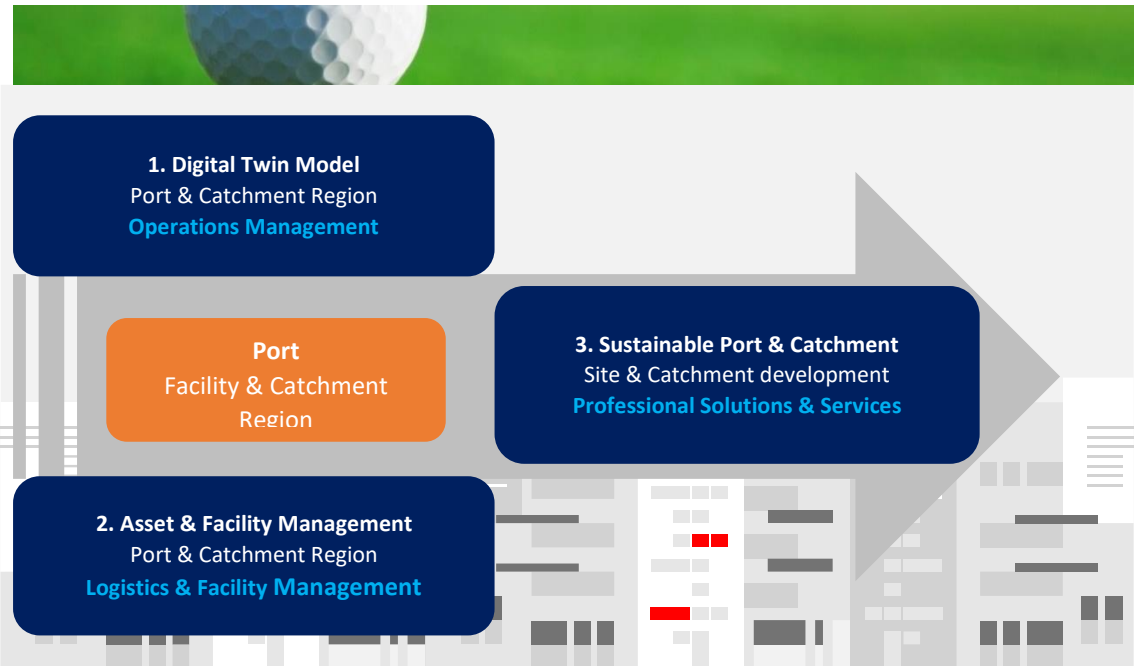 1. Digital Twin Model
Port & Catchment Region
Operations Management
Port
Facility & Catchment
Region
3. Sustainable Port & Catchment
Site & Catchment development
Professional Solutions & Services
2. Asset & Facility Management
Port & Catchment Region
Logistics & Facility Management